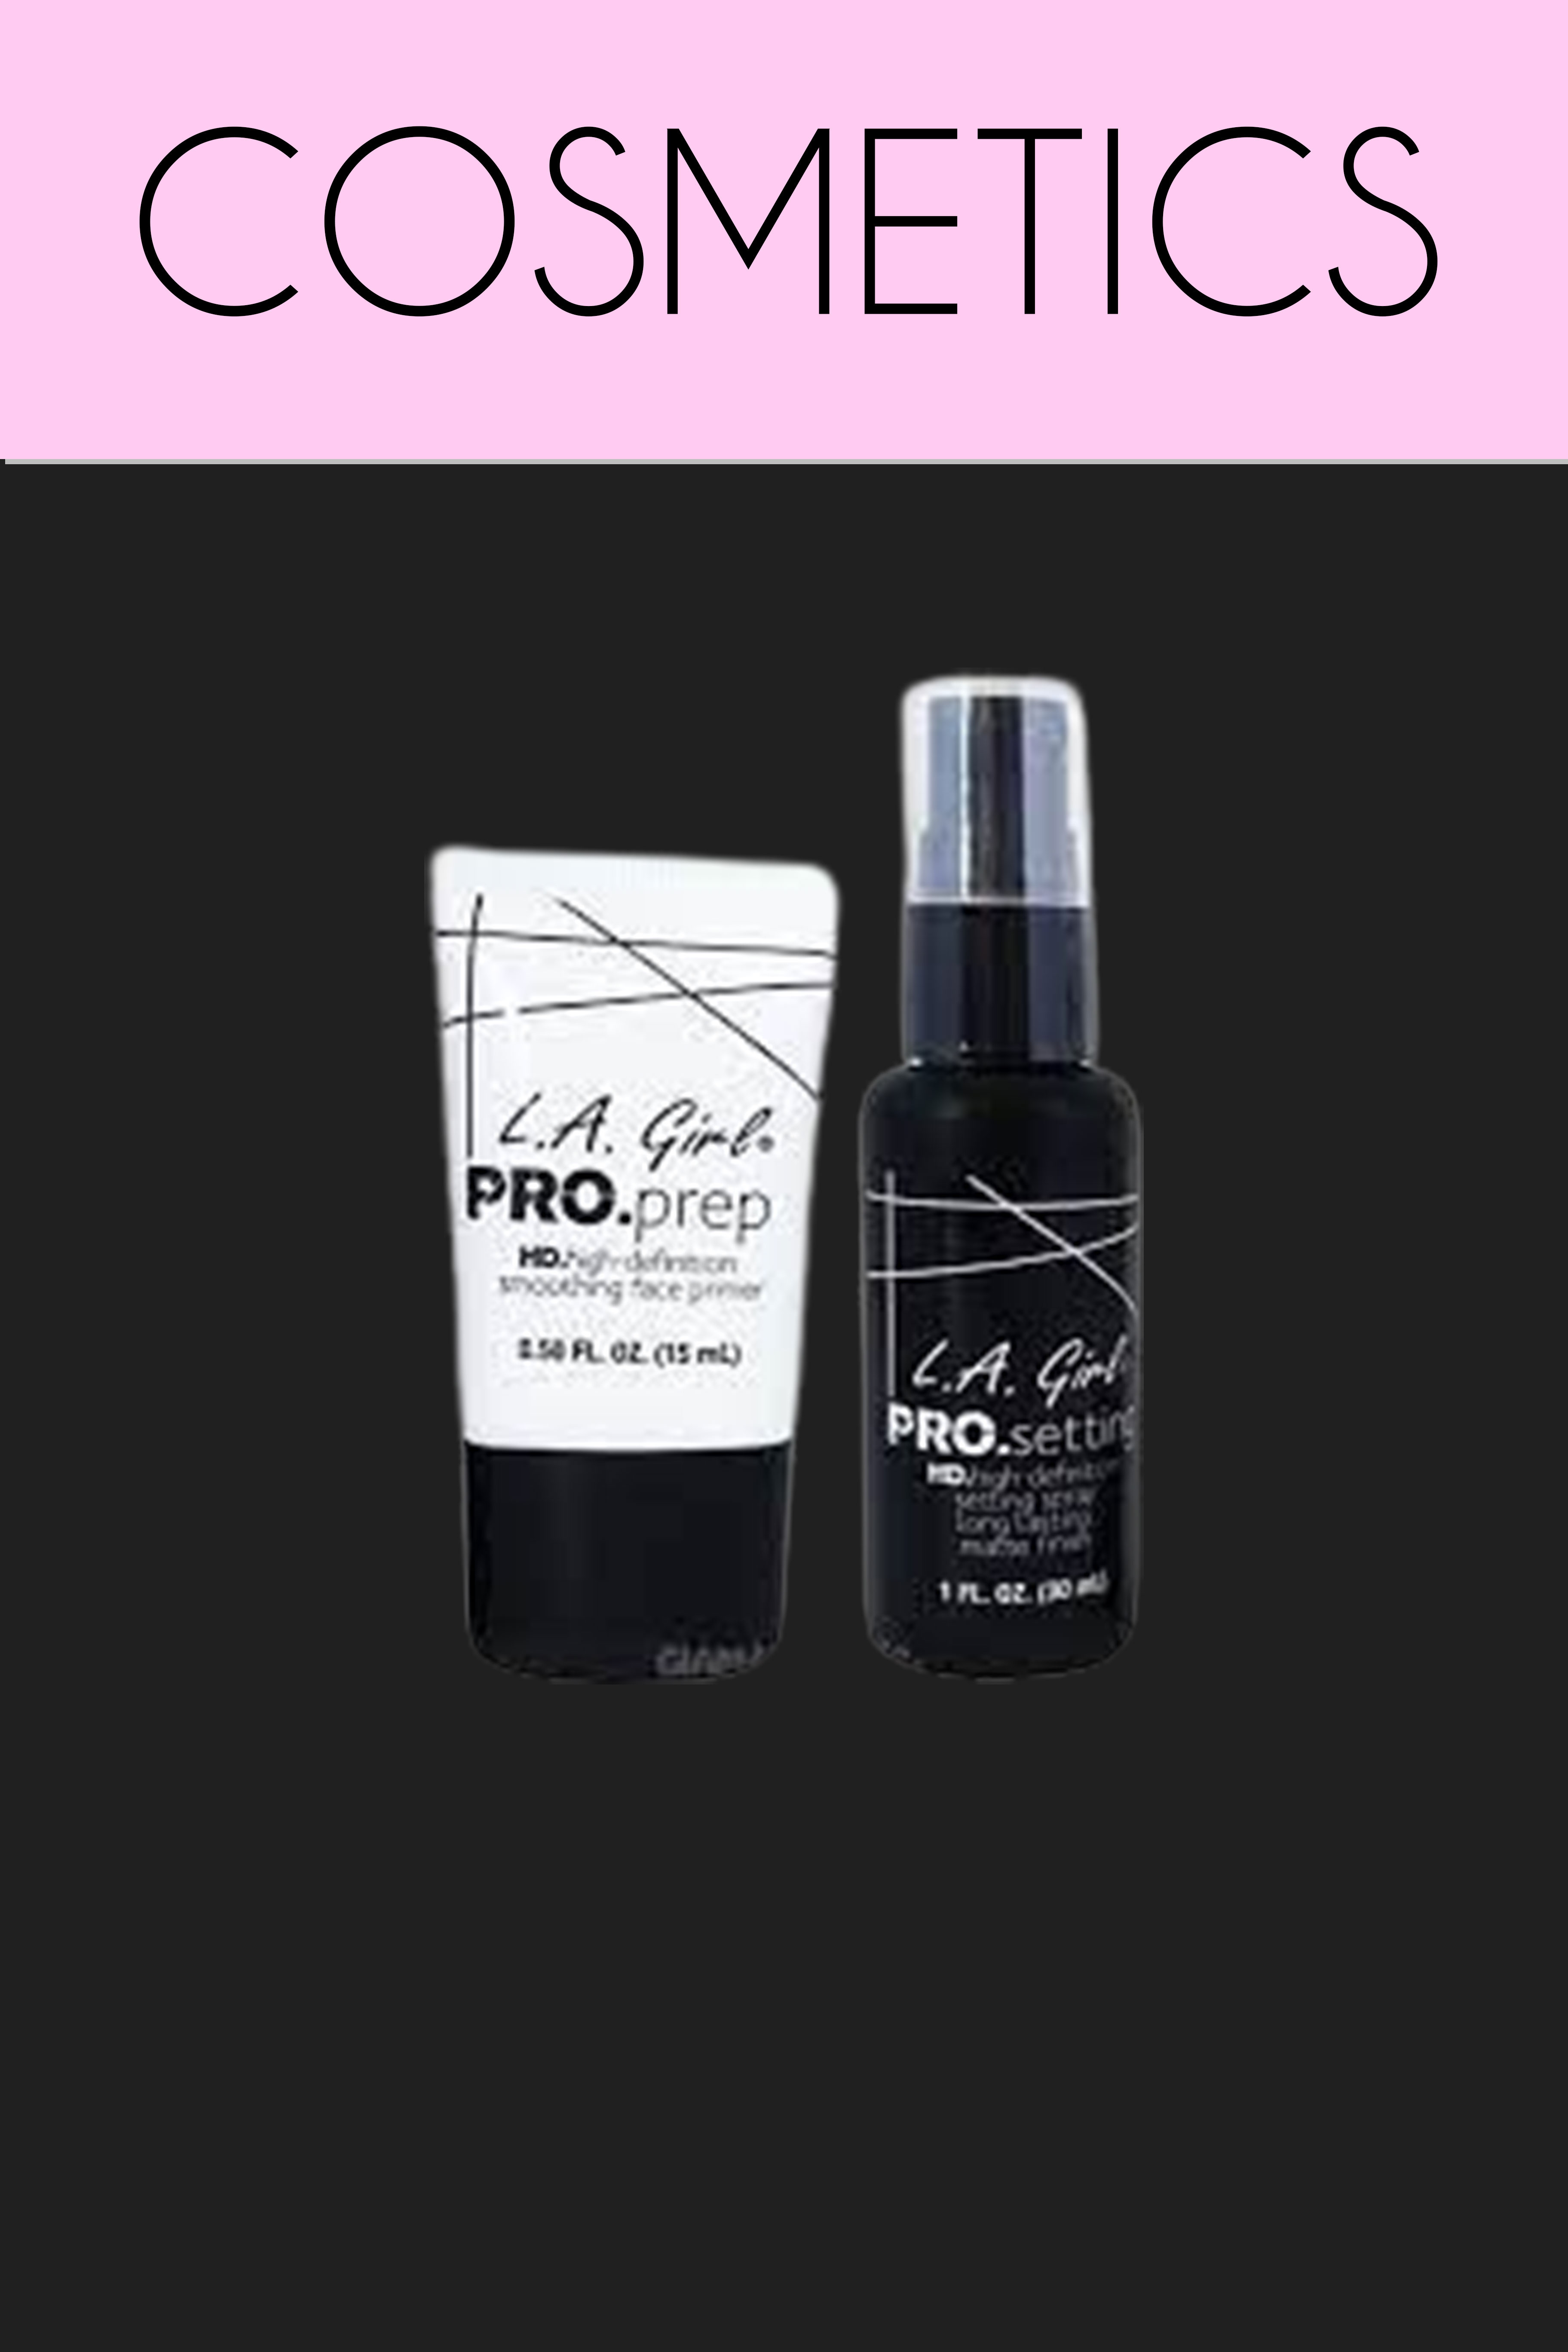 COSMETICS
L.A. Girl®
PRO.prep
HD.high-definition
smoothing face primer
0.50 FL. OZ. (15 mL)
L.A. Girl
PRO.setting
HD.high-definition
setting spray
long lasting
matte finish
1 FL. OZ. (30 mL)